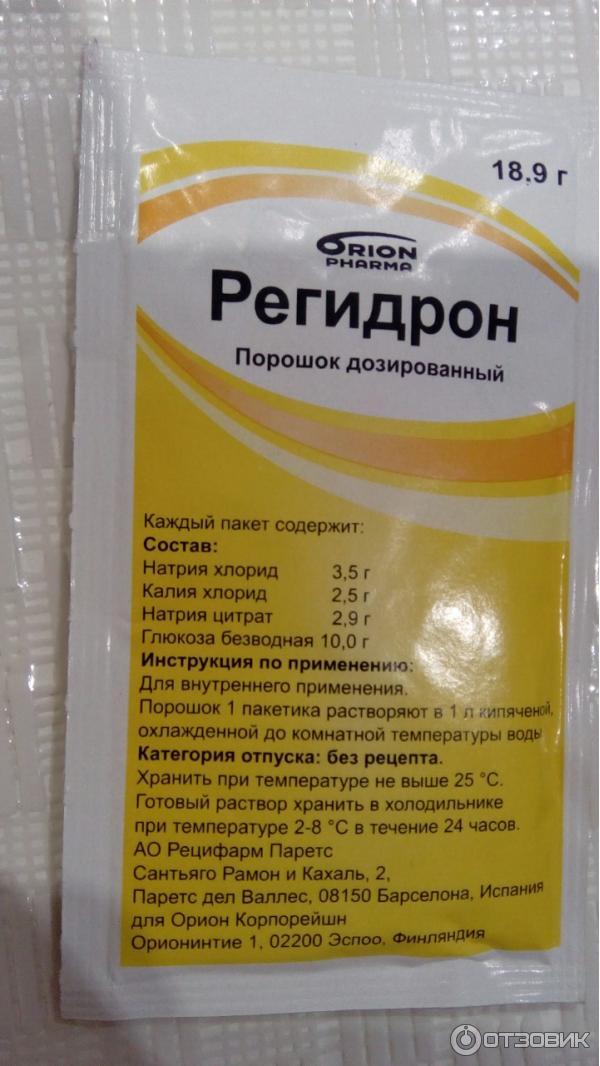 18.9 г
ORION
PHARMA
Регидрон
Порошок дозированный
Каждый пакет содержит:
Состав:
Натрия хлорид 3,5 г
Калия хлорид 2,5 г
Натрия цитрат 2,9 г
Глюкоза безводная 10,0 г
Инструкция по применению:
Для внутреннего применения.
Порошок 1 пакетика растворяют в 1 л кипяченой,
охлажденной до комнатной температуры воды
Категория отпуска: без рецепта.
Хранить при температуре не выше 25 °C.
Готовый раствор хранить в холодильнике
при температуре 2-8 °C в течение 24 часов.
АО Рецифарм Паретс
Сантьяго Рамон и Кахаль, 2,
Паретс дел Валлес, 08150 Барселона, Испания
для Орион Корпорейшн
Орионинтие 1, 02200 Эспоо, Финляндия
ОТЗОВИК